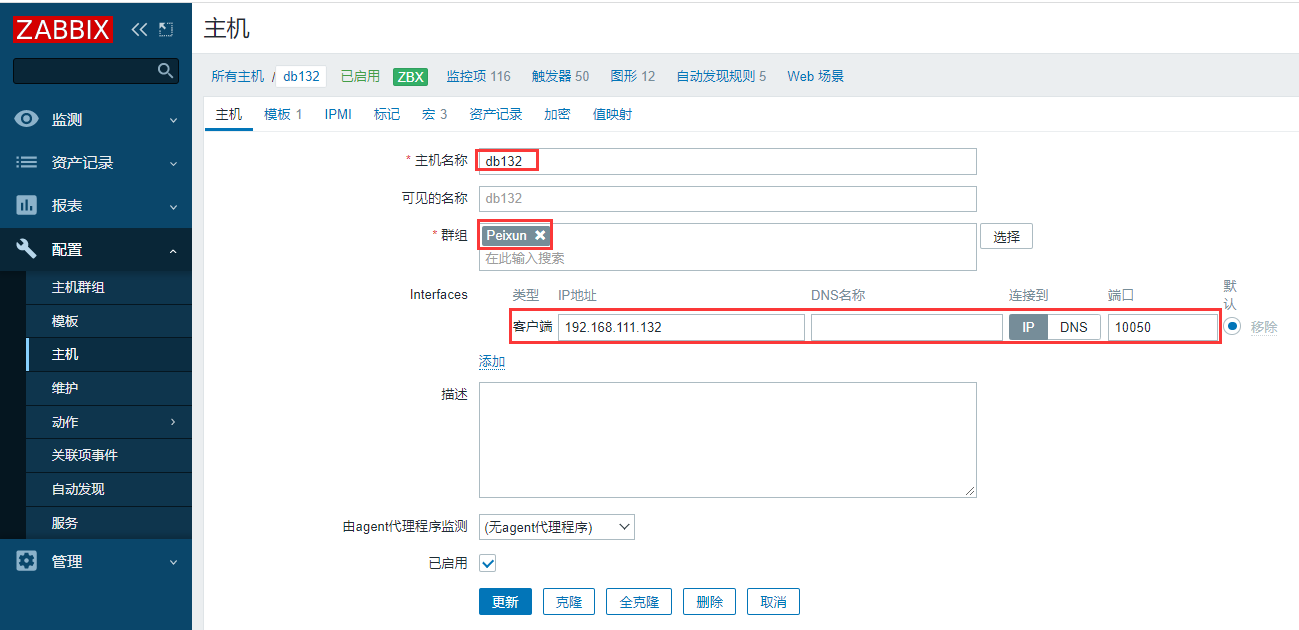 ZABBIX
监测
资产记录
报表
配置
主机群组
模板
主机
维护
动作
关联项事件
自动发现
服务
管理
主机
所有主机 / db132 已启用 ZBX 监控项 116 触发器 50 图形 12 自动发现规则 5 Web 场景
主机 模板 1 IPMI 标记 宏 3 资产记录 加密 值映射
* 主机名称 db132
可见的名称 db132
* 群组 Peixun 选择
在此输入搜索
Interfaces 类型 IP地址 DNS名称 连接到 端口 默认
客户端 192.168.111.132 IP DNS 10050 移除
添加
描述
由agent代理程序监测 (无agent代理程序)
已启用
更新 克隆 全克隆 删除 取消